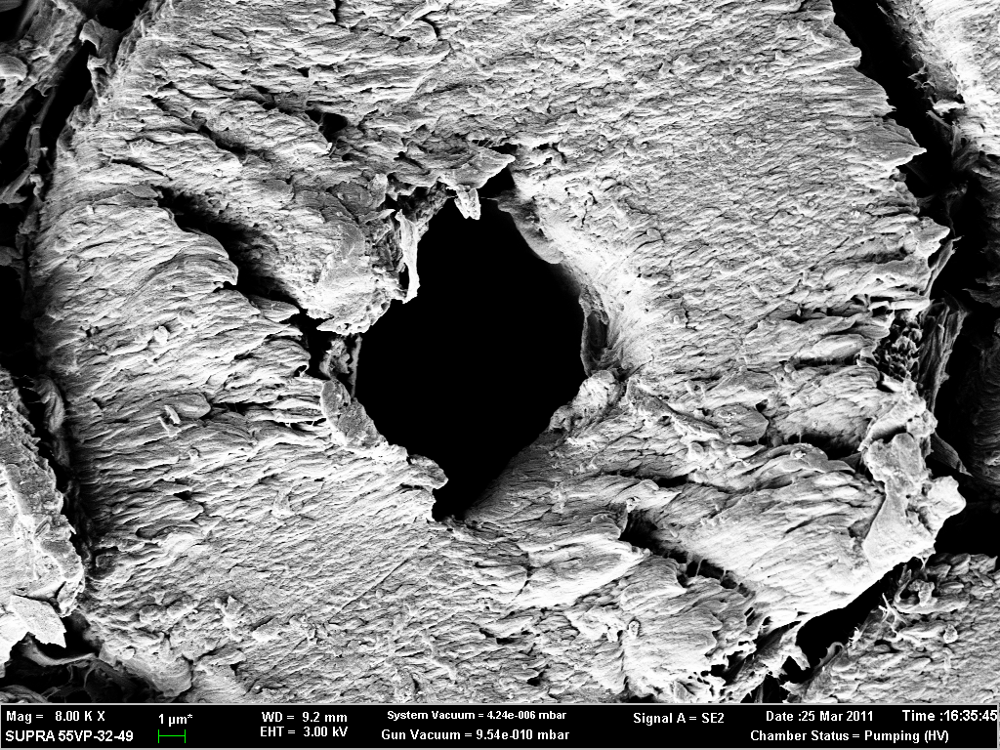 Mag = 8.00 K X
SUPRA 55VP-32-49
1 µm*
WD = 9.2 mm
EHT = 3.00 kV
System Vacuum = 4.24e-006 mbar
Gun Vacuum = 9.54e-010 mbar
Signal A = SE2
Date :25 Mar 2011
Time :16:35:45
Chamber Status = Pumping (HV)